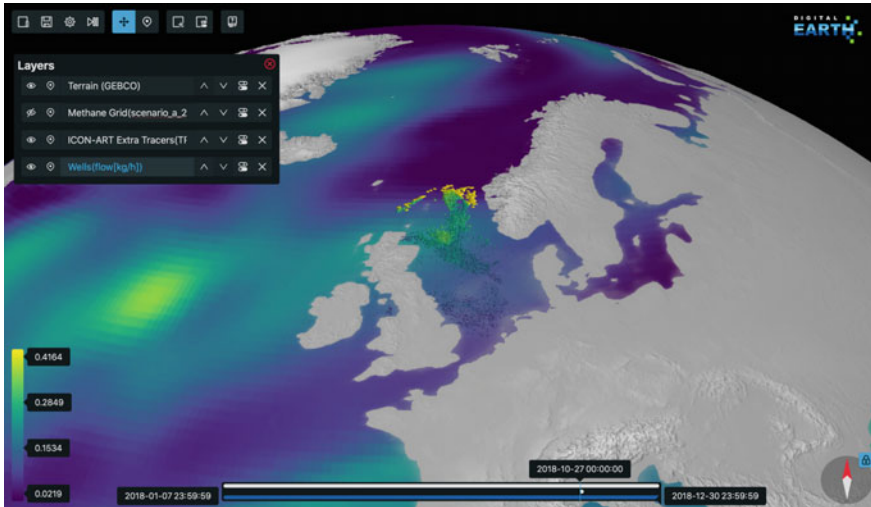 DIGITAL
EARTH
Layers
Terrain (GEBCO)
Methane Grid(scenario_a_2
ICON-ART Extra Tracers(TF
Wells(flow[kg/h])
0.4164
0.2849
0.1534
0.0219
2018-10-27 00:00:00
2018-01-07 23:59:59
2018-12-30 23:59:59